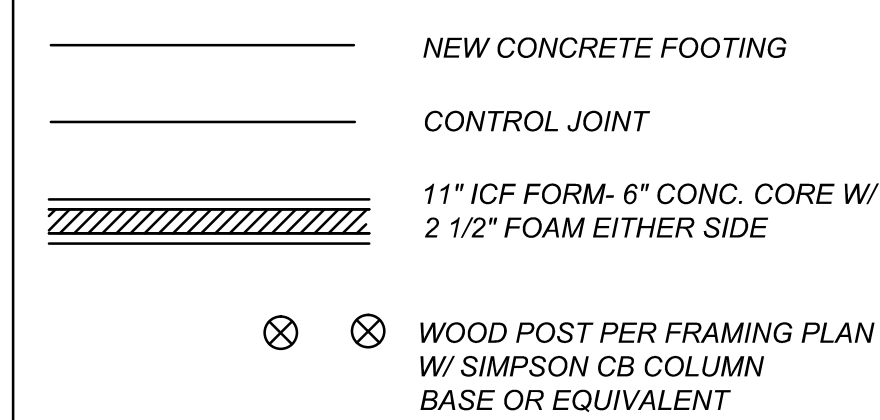 NEW CONCRETE FOOTING
CONTROL JOINT
11" ICF FORM- 6" CONC. CORE W/
2 1/2" FOAM EITHER SIDE
WOOD POST PER FRAMING PLAN
W/ SIMPSON CB COLUMN
BASE OR EQUIVALENT